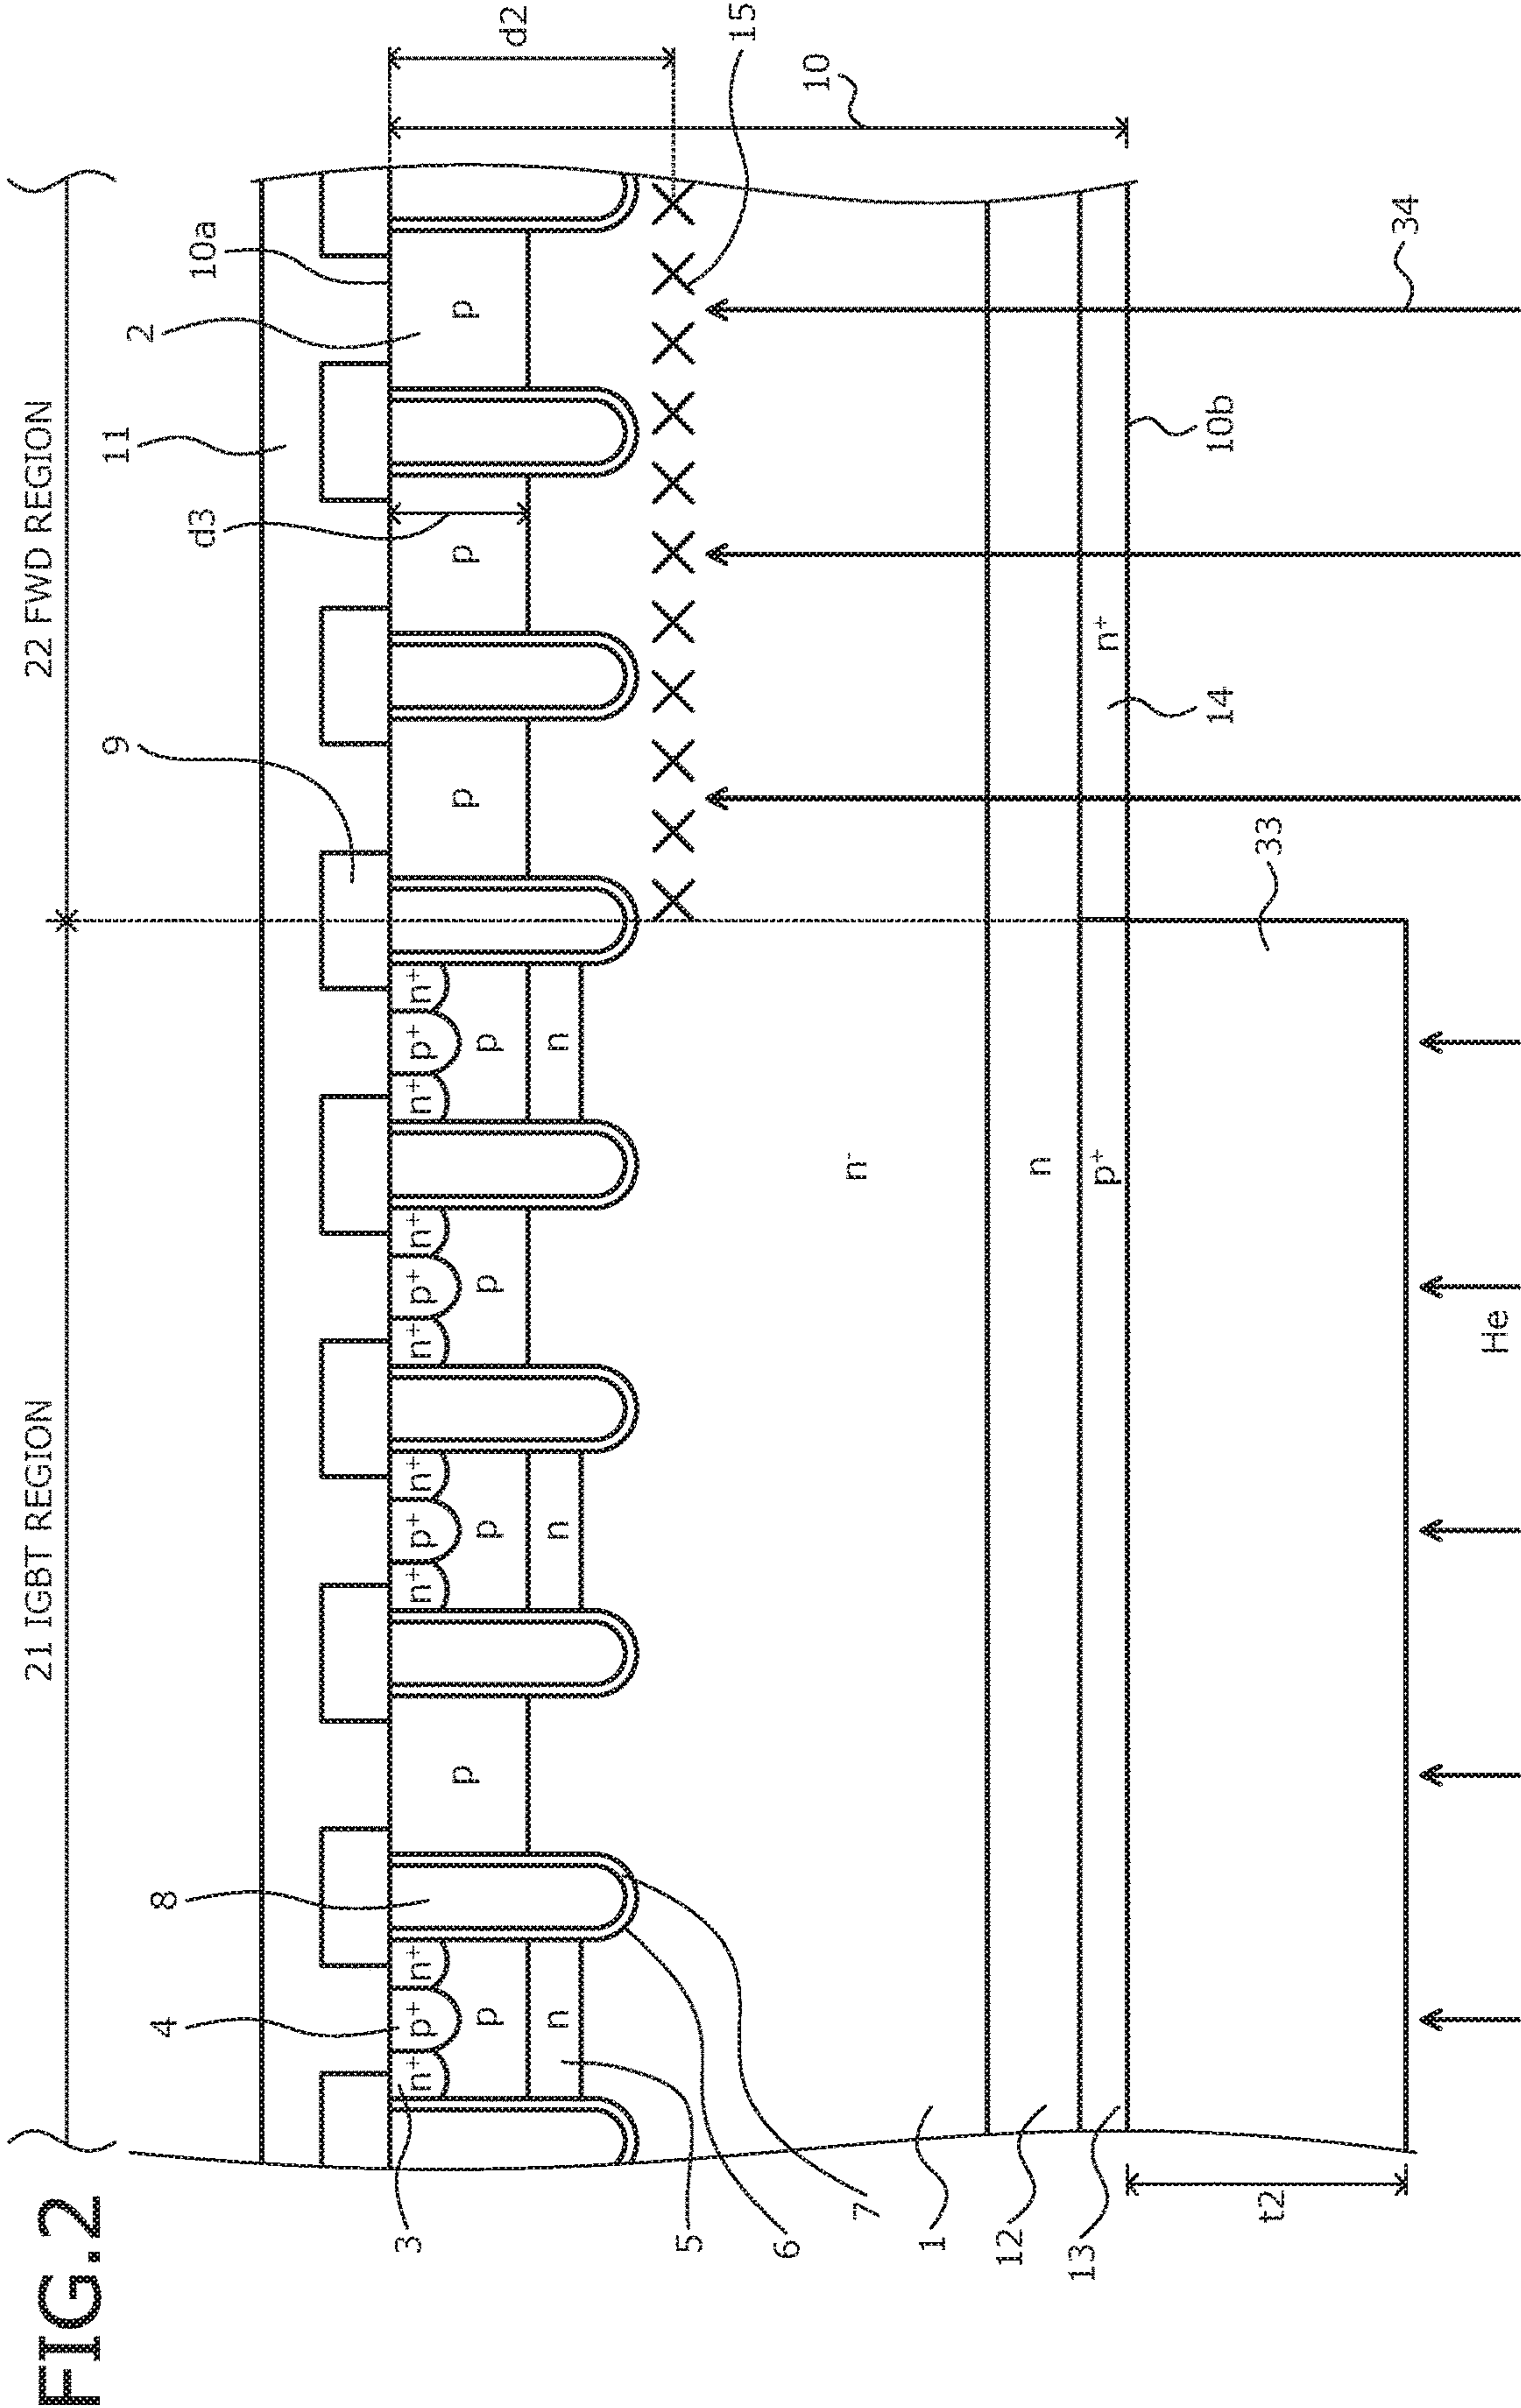 FIG.2
21 IGBT REGION
22 FWD REGION
9
11
2
10a
d3
4
8
3
n⁺
p⁺
n⁺
n⁺
p⁺
n⁺
n⁺
p⁺
n⁺
n⁺
p⁺
n⁺
p
p
p
p
p
p
p
p
n
n
n
d2
15
10
5
6
7
1
n⁻
12
n
13
p⁺
n⁺
14
10b
t2
33
34
He